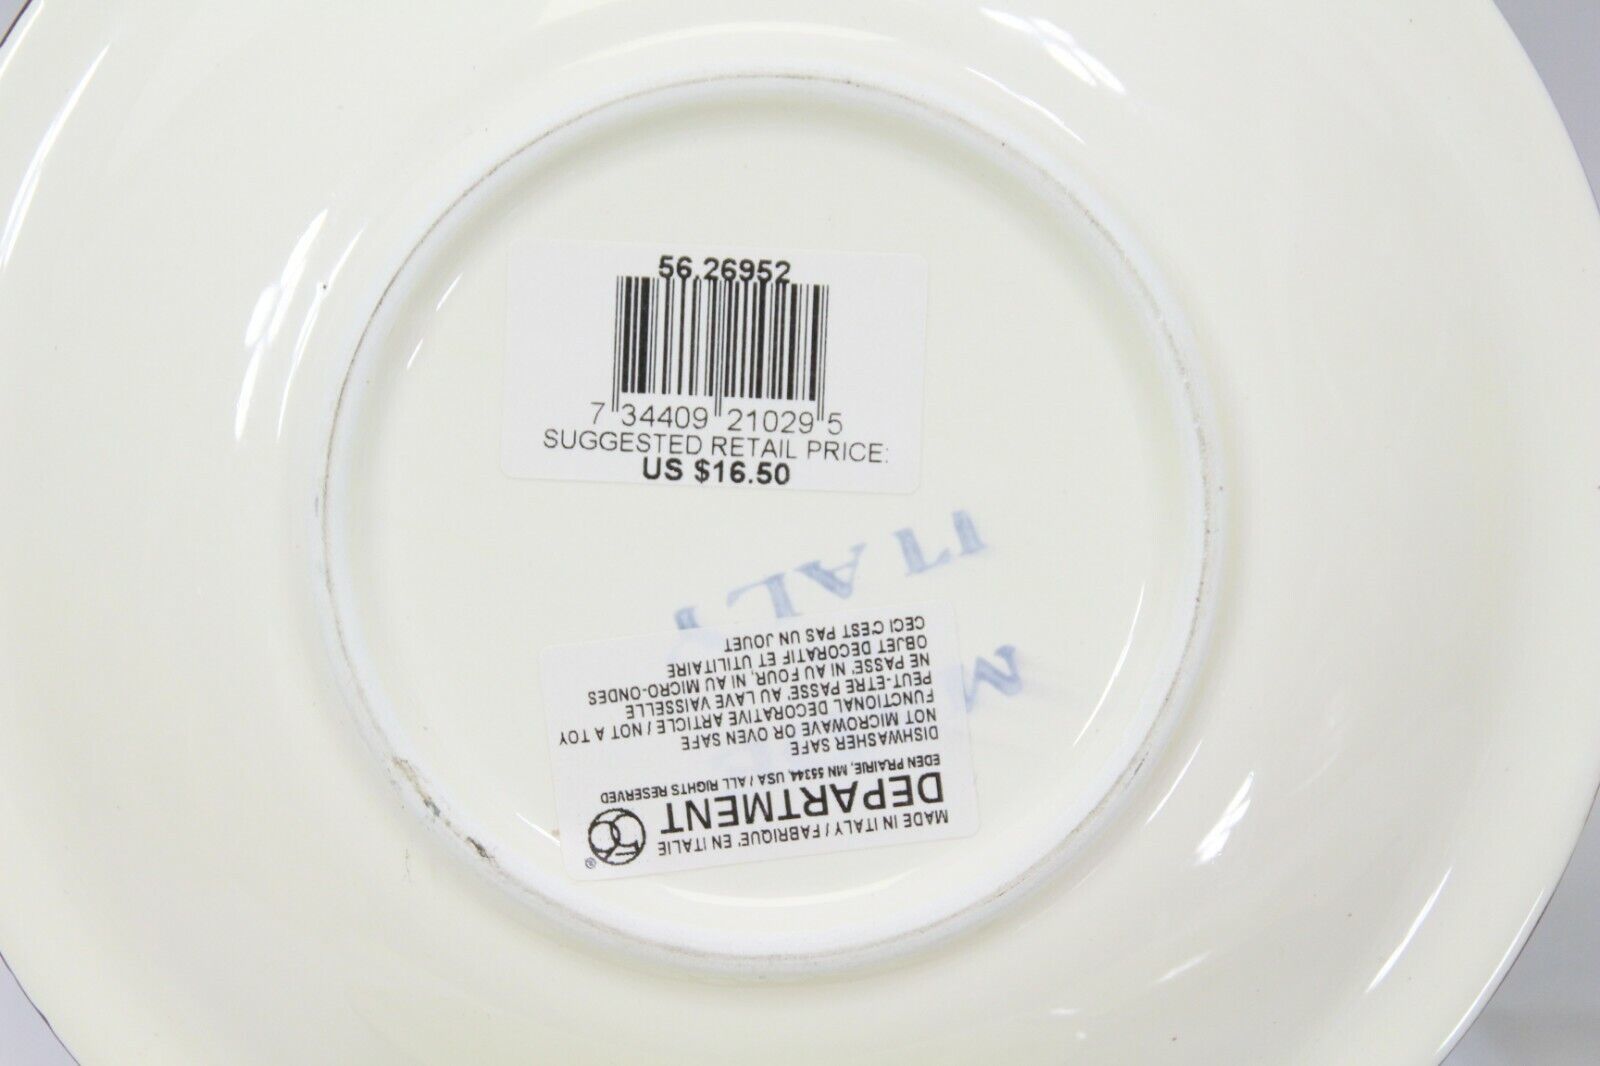 56.26952
7 34409 21029 5
SUGGESTED RETAIL PRICE:
US $16.50
ITALY
M
MADE IN ITALY / FABRIQUE' EN ITALIE
DEPARTMENT 56 ®
EDEN PRAIRIE, MN 55344, USA / ALL RIGHTS RESERVED
DISHWASHER SAFE
NOT MICROWAVE OR OVEN SAFE
FUNCTIONAL DECORATIVE ARTICLE / NOT A TOY
PEUT-ETRE PASSE' AU LAVE VAISSELLE
NE PASSE' NI AU FOUR, NI AU MICRO-ONDES
OBJET DECORATIF ET UTILITAIRE
CECI C'EST PAS UN JOUET